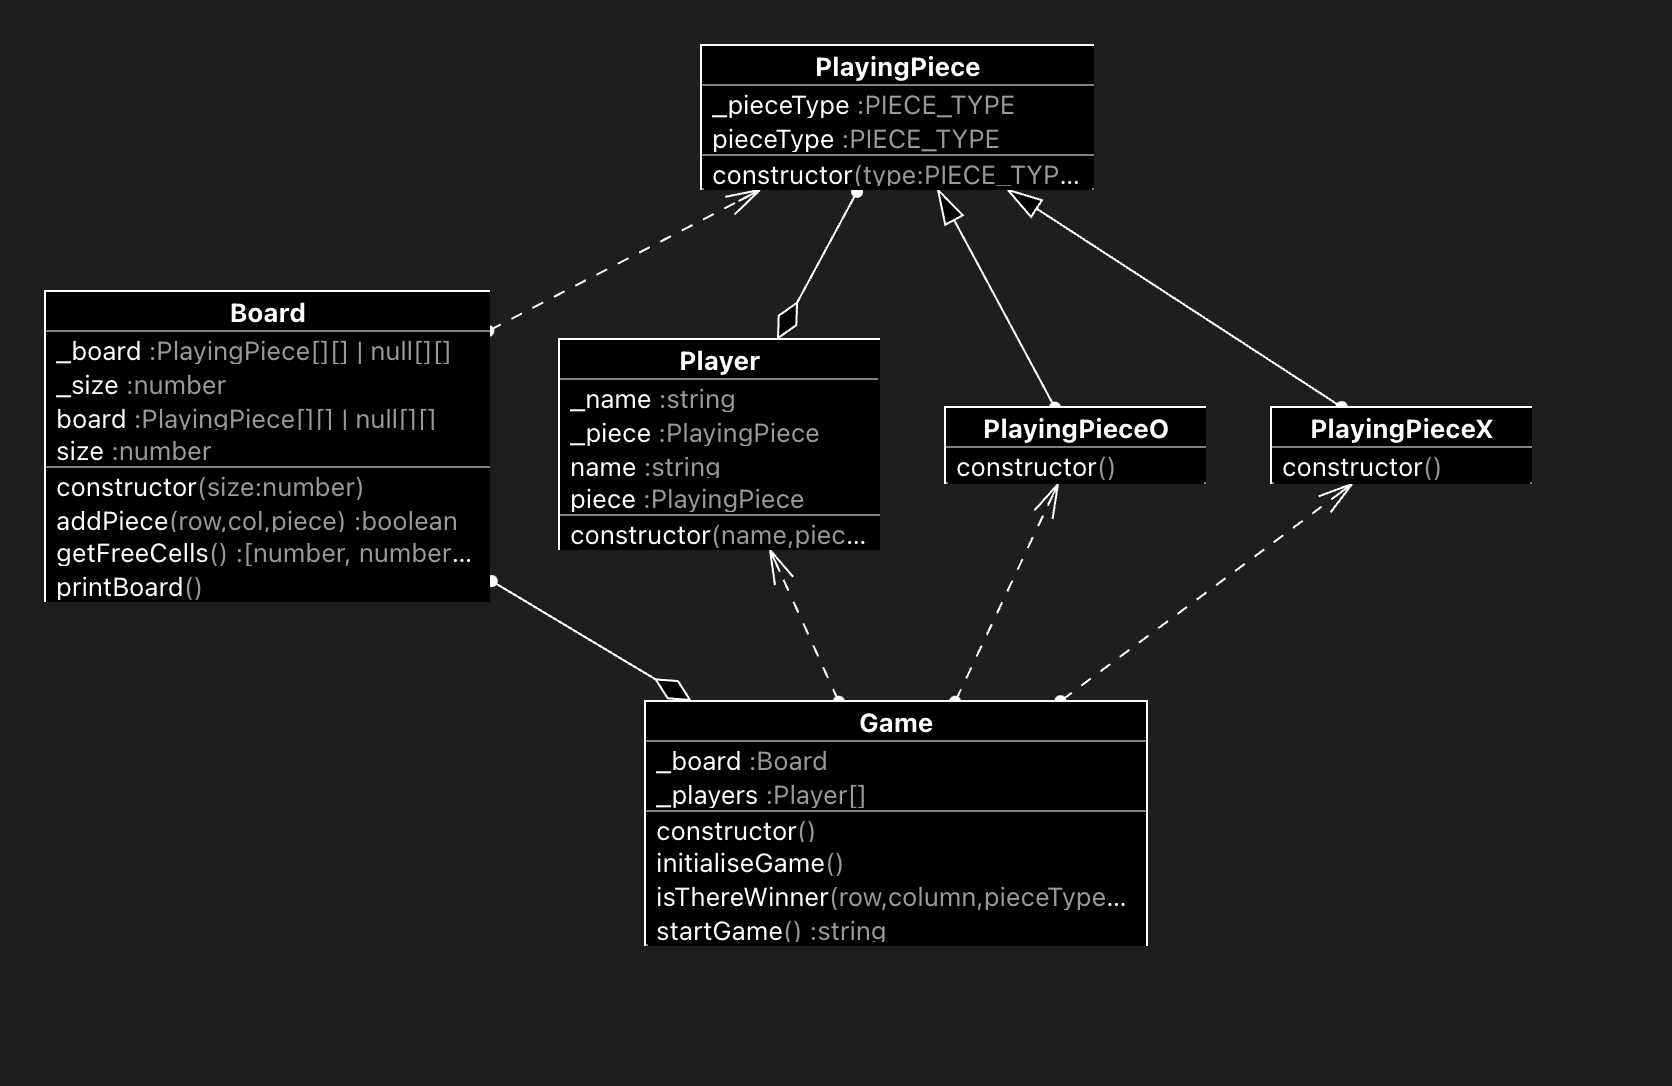 PlayingPiece
_pieceType :PIECE_TYPE
pieceType :PIECE_TYPE
constructor(type:PIECE_TYP...
Board
_board :PlayingPiece[][] | null[][]
_size :number
board :PlayingPiece[][] | null[][]
size :number
constructor(size:number)
addPiece(row,col,piece) :boolean
getFreeCells() :[number, number...
printBoard()
Player
_name :string
_piece :PlayingPiece
name :string
piece :PlayingPiece
constructor(name,piec...
PlayingPieceO
constructor()
PlayingPieceX
constructor()
Game
_board :Board
_players :Player[]
constructor()
initialiseGame()
isThereWinner(row,column,pieceType...
startGame() :string